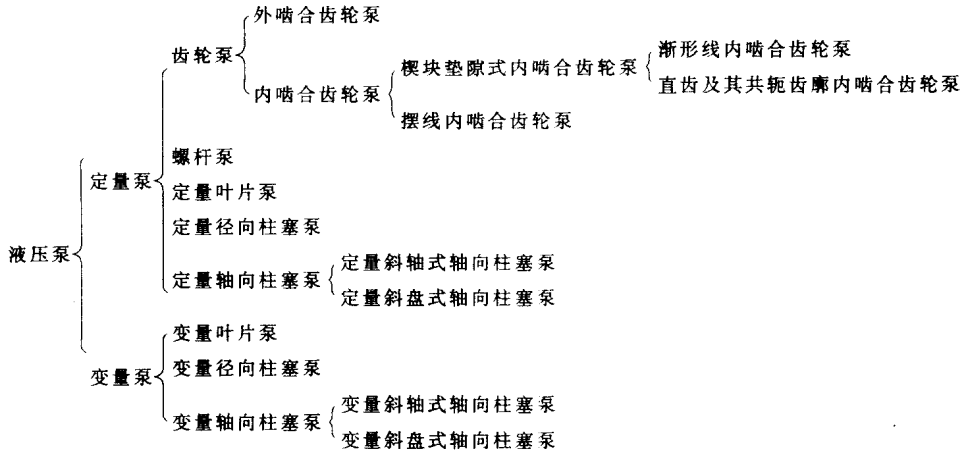 液压泵
定量泵
齿轮泵
外啮合齿轮泵
内啮合齿轮泵
楔块垫隙式内啮合齿轮泵
渐形线内啮合齿轮泵
直齿及其共轭齿廓内啮合齿轮泵
摆线内啮合齿轮泵
螺杆泵
定量叶片泵
定量径向柱塞泵
定量轴向柱塞泵
定量斜轴式轴向柱塞泵
定量斜盘式轴向柱塞泵
变量泵
变量叶片泵
变量径向柱塞泵
变量轴向柱塞泵
变量斜轴式轴向柱塞泵
变量斜盘式轴向柱塞泵